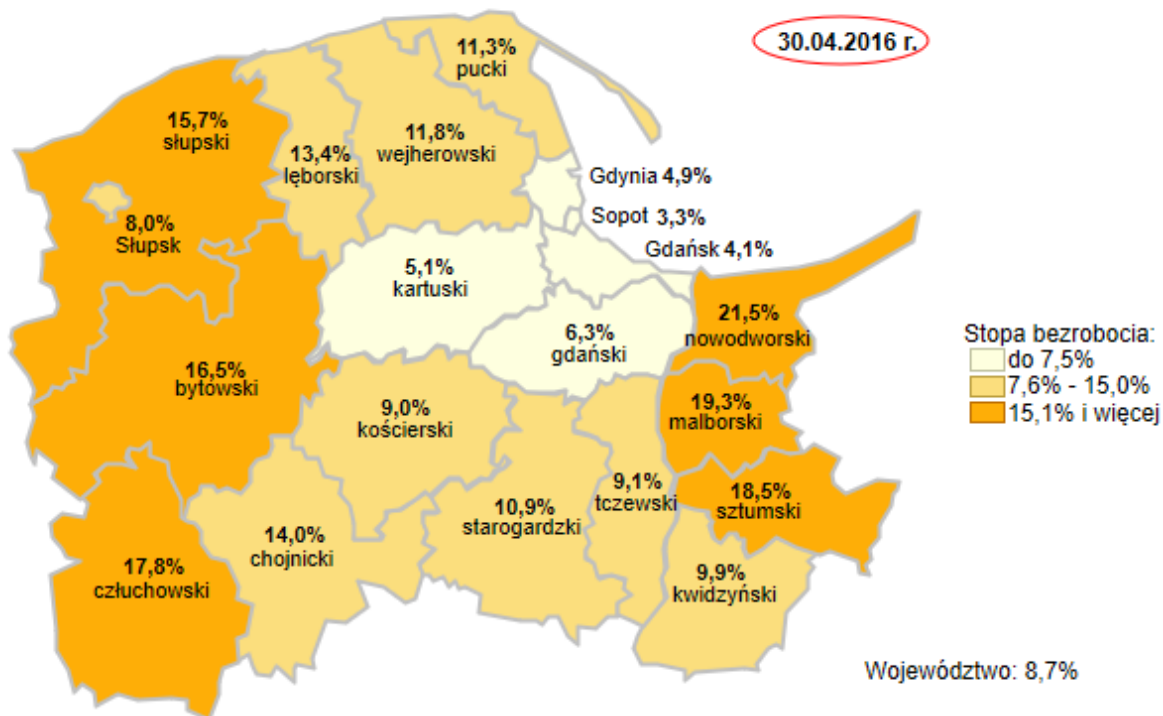 30.04.2016 r.
11,3%
pucki
15,7%
słupski
11,8%
wejherowski
13,4%
lęborski
Gdynia 4,9%
Sopot 3,3%
8,0%
Słupsk
Gdańsk 4,1%
5,1%
kartuski
21,5%
nowodworski
6,3%
gdański
Stopa bezrobocia:
do 7,5%
7,6% - 15,0%
15,1% i więcej
16,5%
bytowski
9,0%
kościerski
19,3%
malborski
9,1%
tczewski
18,5%
sztumski
10,9%
starogardzki
14,0%
chojnicki
17,8%
człuchowski
9,9%
kwidzyński
Województwo: 8,7%